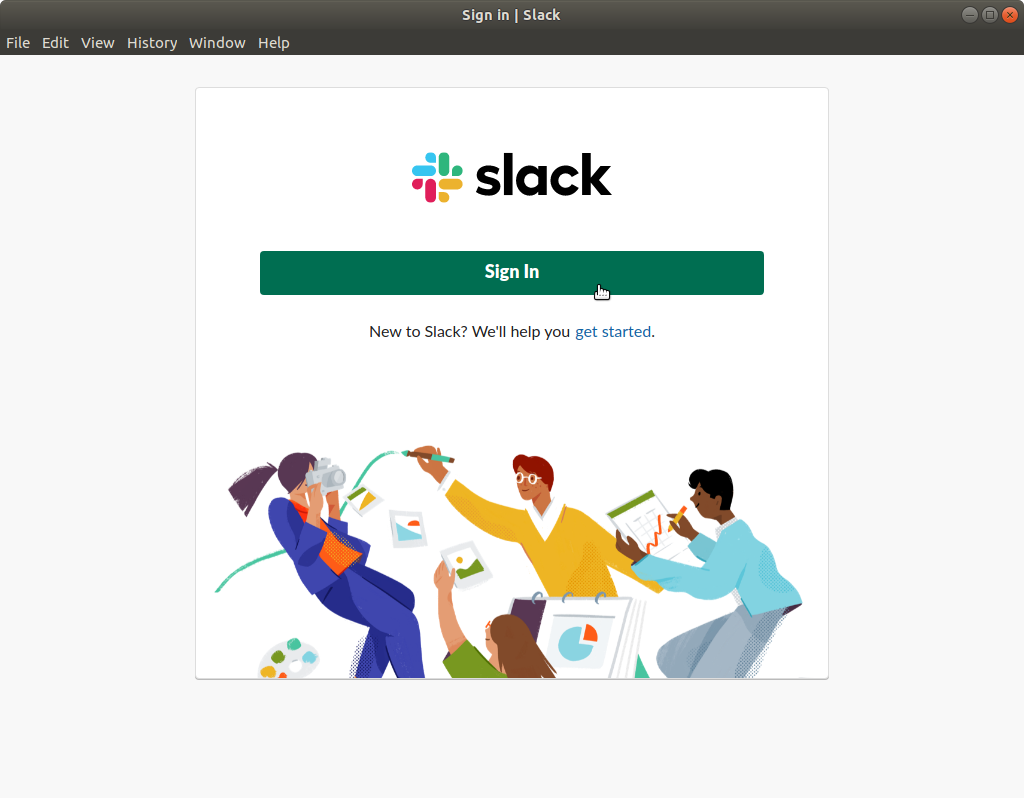 Sign in | Slack
File Edit View History Window Help
slack
Sign In
New to Slack? We'll help you get started.